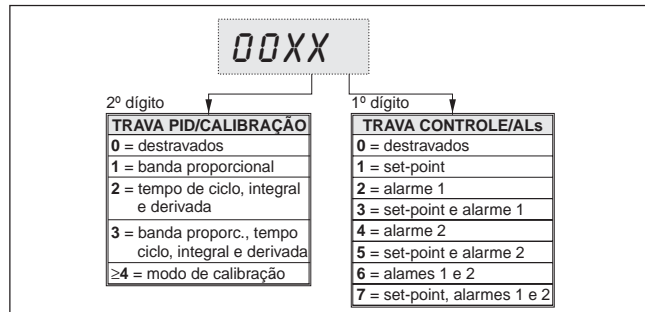 00XX
2º dígito
TRAVA PID/CALIBRAÇÃO
0 = destravados
1 = banda proporcional
2 = tempo de ciclo, integral
e derivada
3 = banda proporc., tempo
ciclo, integral e derivada
≥4 = modo de calibração
1º dígito
TRAVA CONTROLE/ALs
0 = destravados
1 = set-point
2 = alarme 1
3 = set-point e alarme 1
4 = alarme 2
5 = set-point e alarme 2
6 = alames 1 e 2
7 = set-point, alarmes 1 e 2